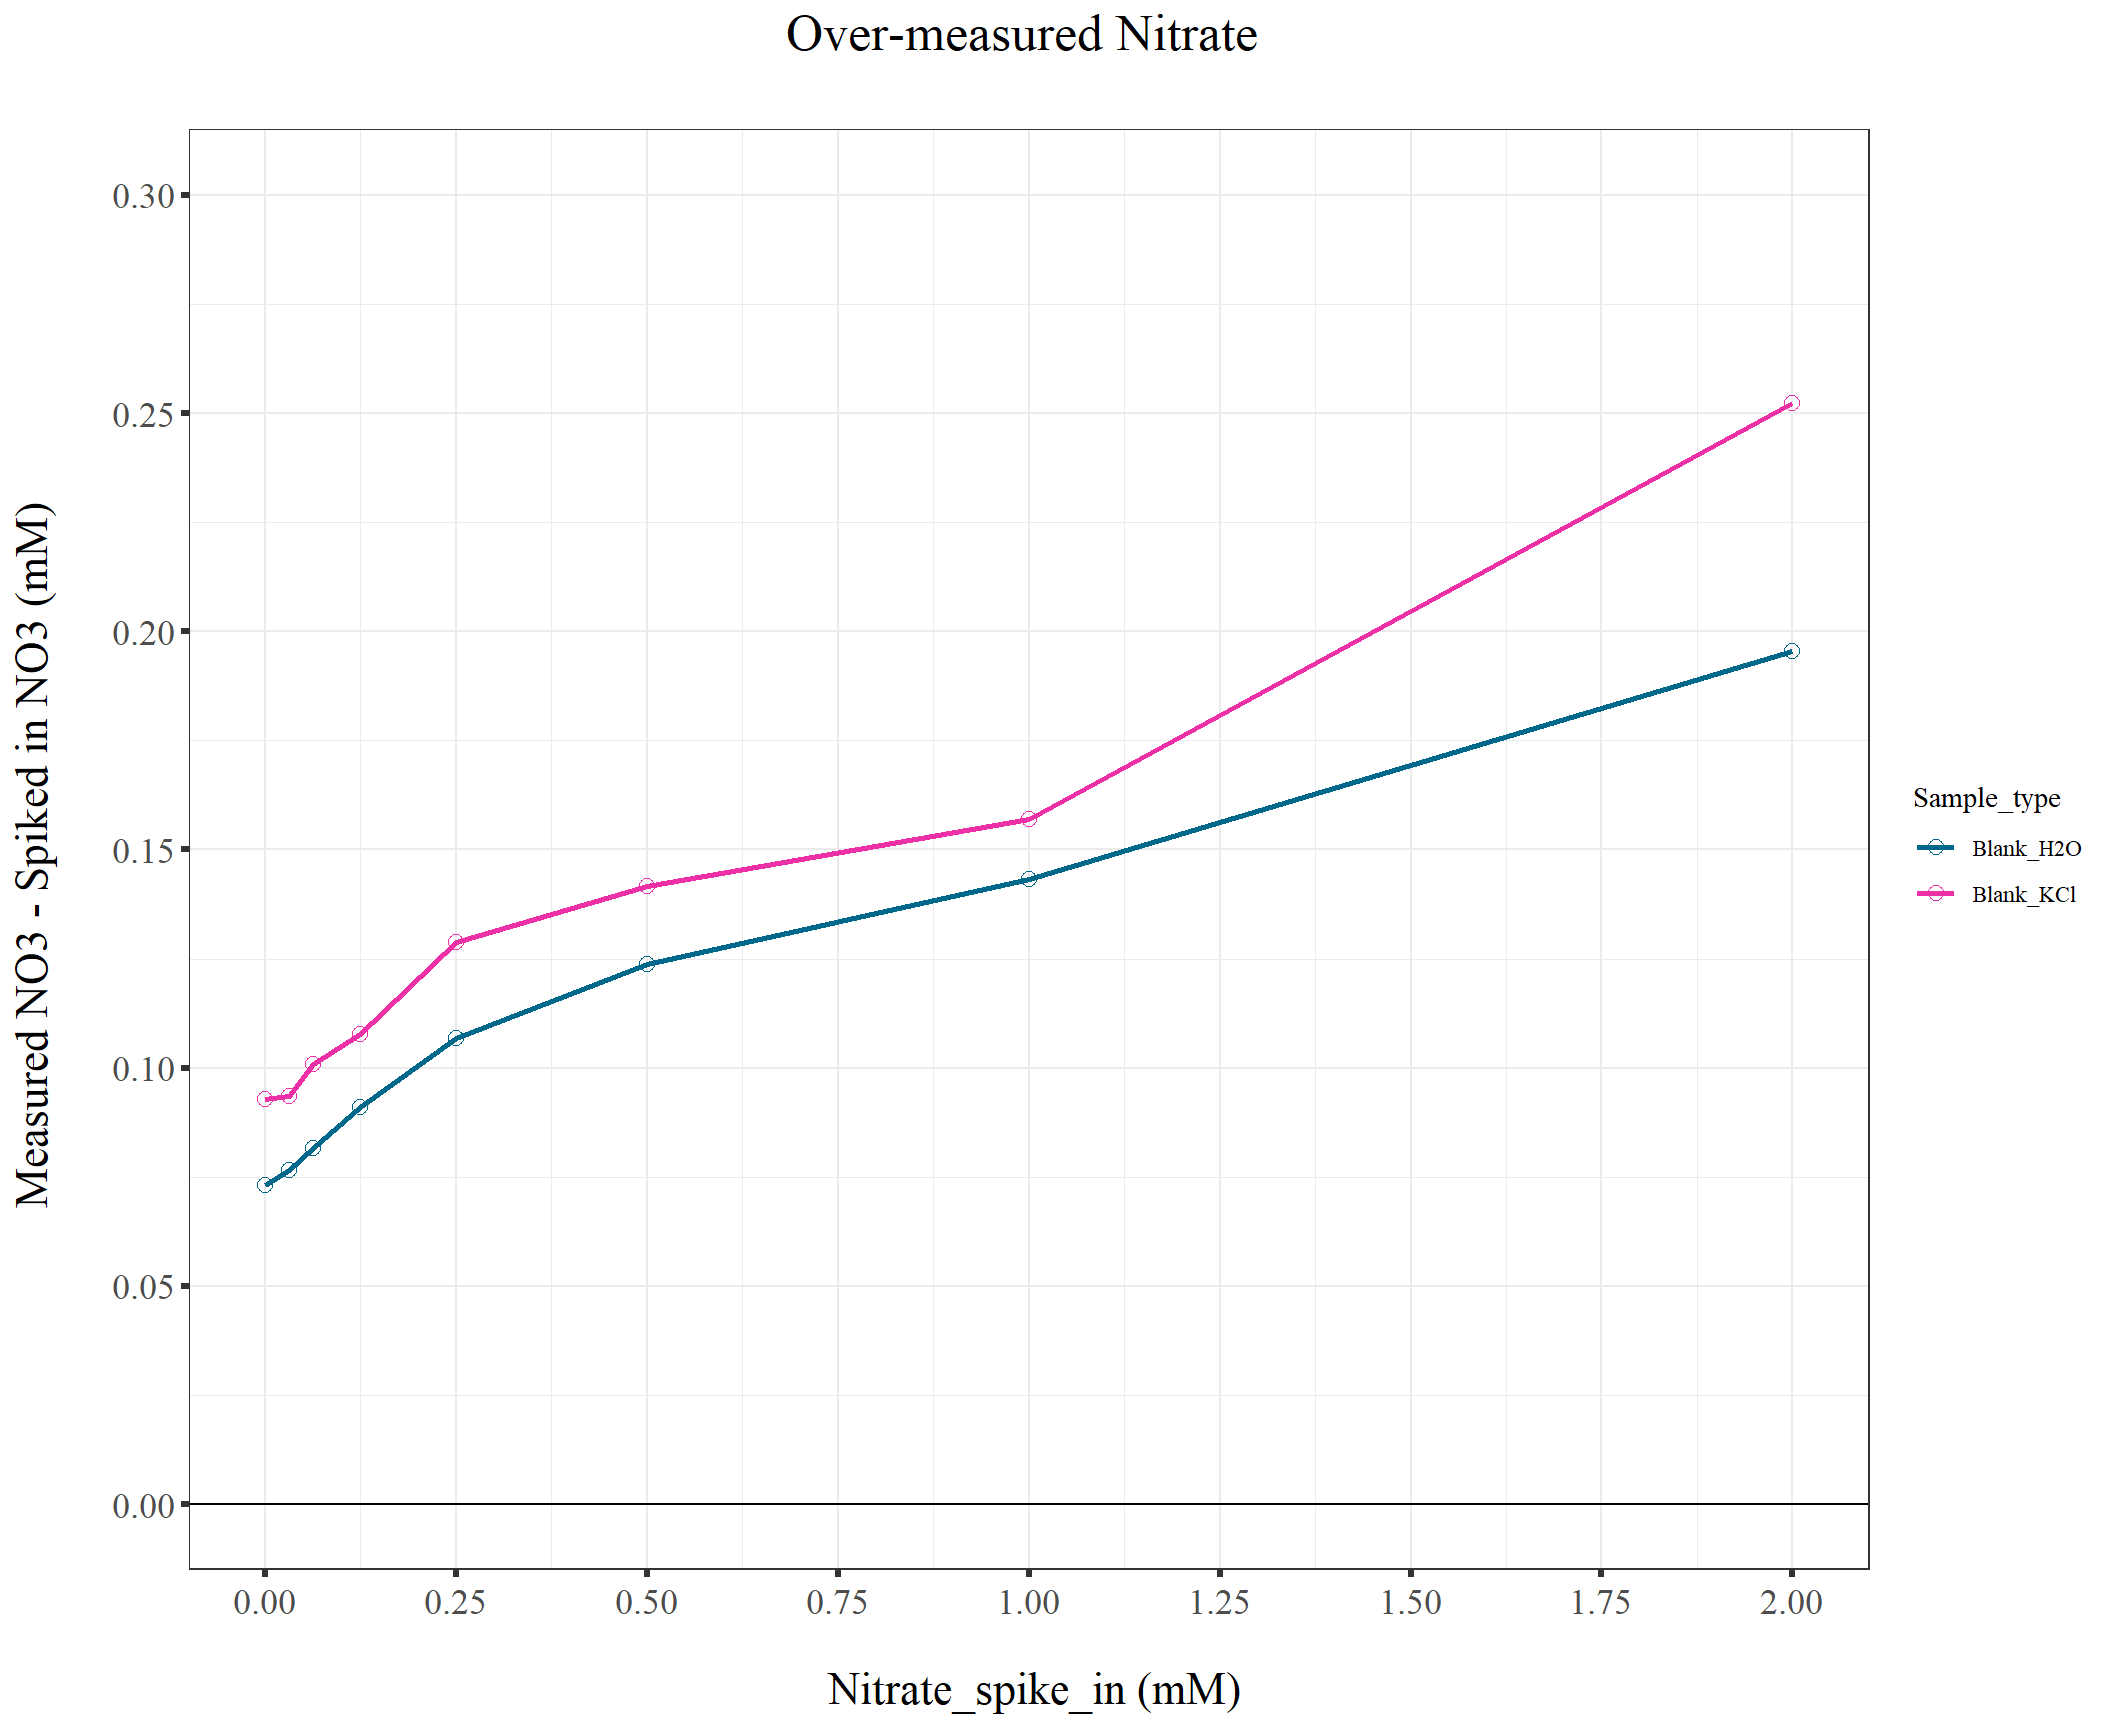 Over-measured Nitrate
Measured NO3 - Spiked in NO3 (mM)
0.30
0.25
0.20
0.15
0.10
0.05
0.00
0.00 0.25 0.50 0.75 1.00 1.25 1.50 1.75 2.00
Nitrate_spike_in (mM)
Sample_type
Blank_H2O
Blank_KCl